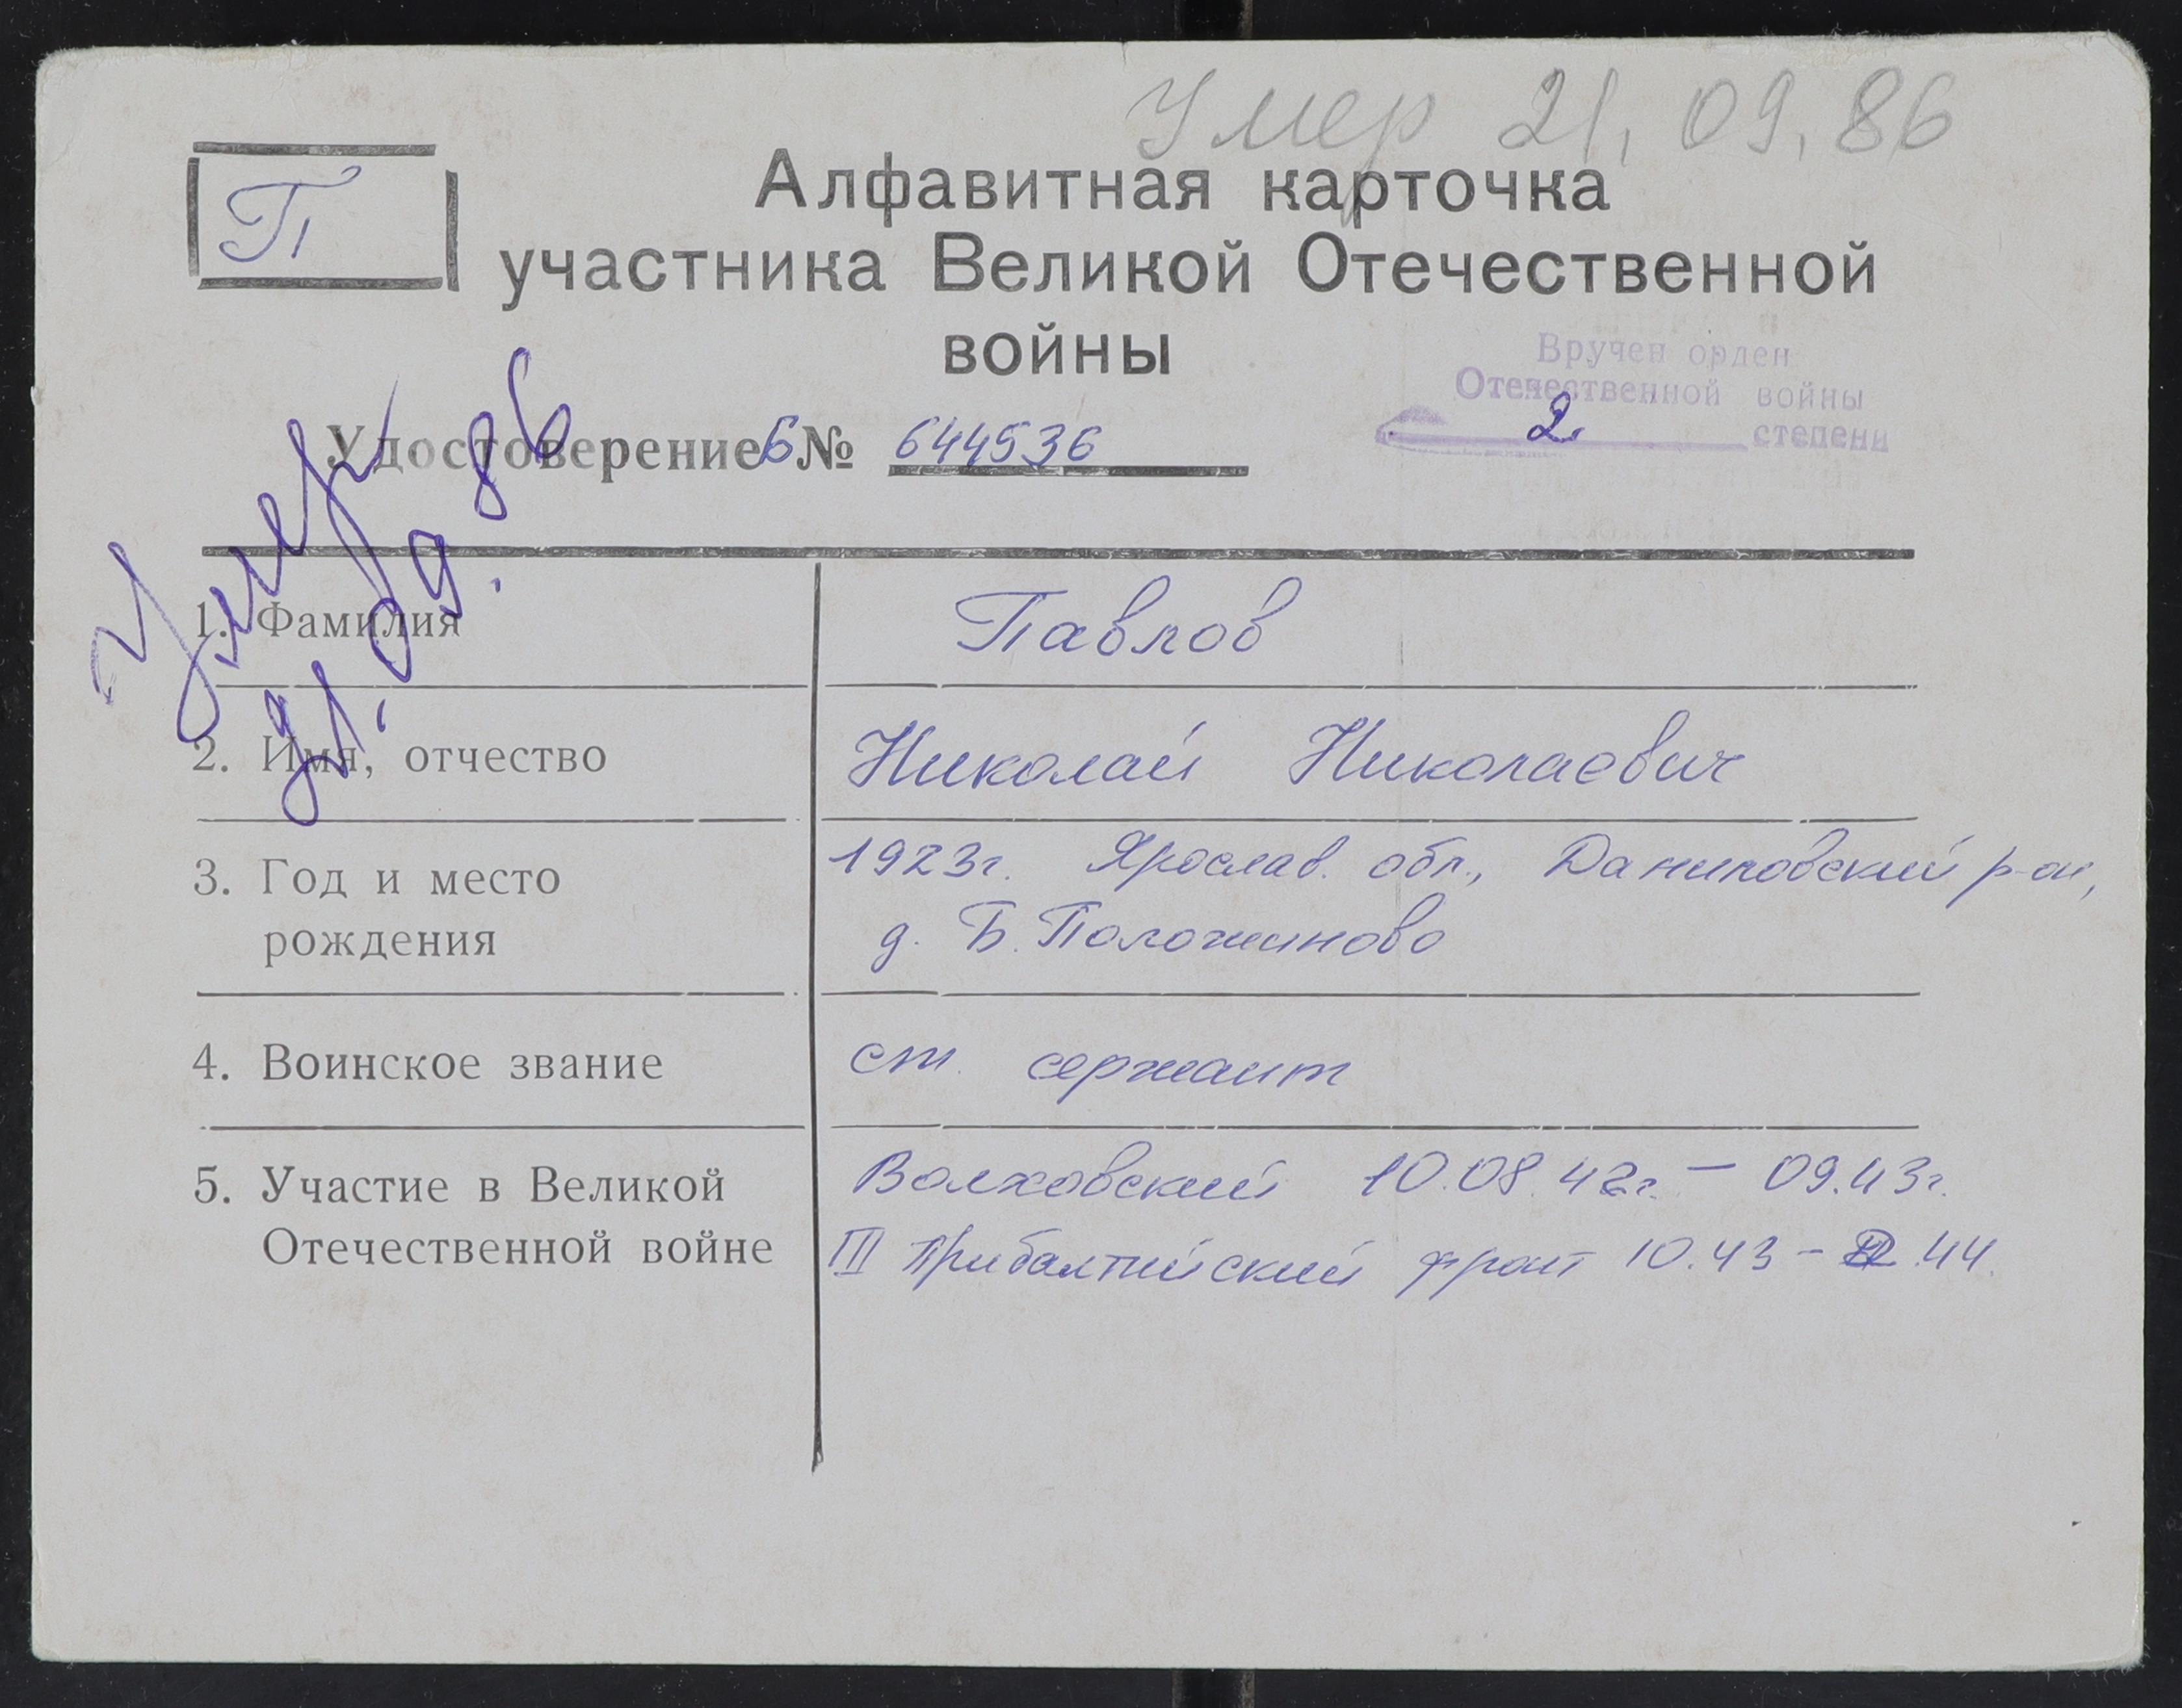 Умер 21.09.86
П
Алфавитная карточка
участника Великой Отечественной
войны
Вручен орден
Отечественной войны
2 степени
Удостоверение Б № 644536
Умер
21.09.86
1. Фамилия Павлов
2. Имя, отчество Николай Николаевич
3. Год и место 1923г. Ярослав. обл., Даниловский р-он,
рождения д. Б. Положиново
4. Воинское звание ст. сержант
5. Участие в Великой Волховский 10.08.42г. – 09.43г.
Отечественной войне III Прибалтийский фронт 10.43 – .44.